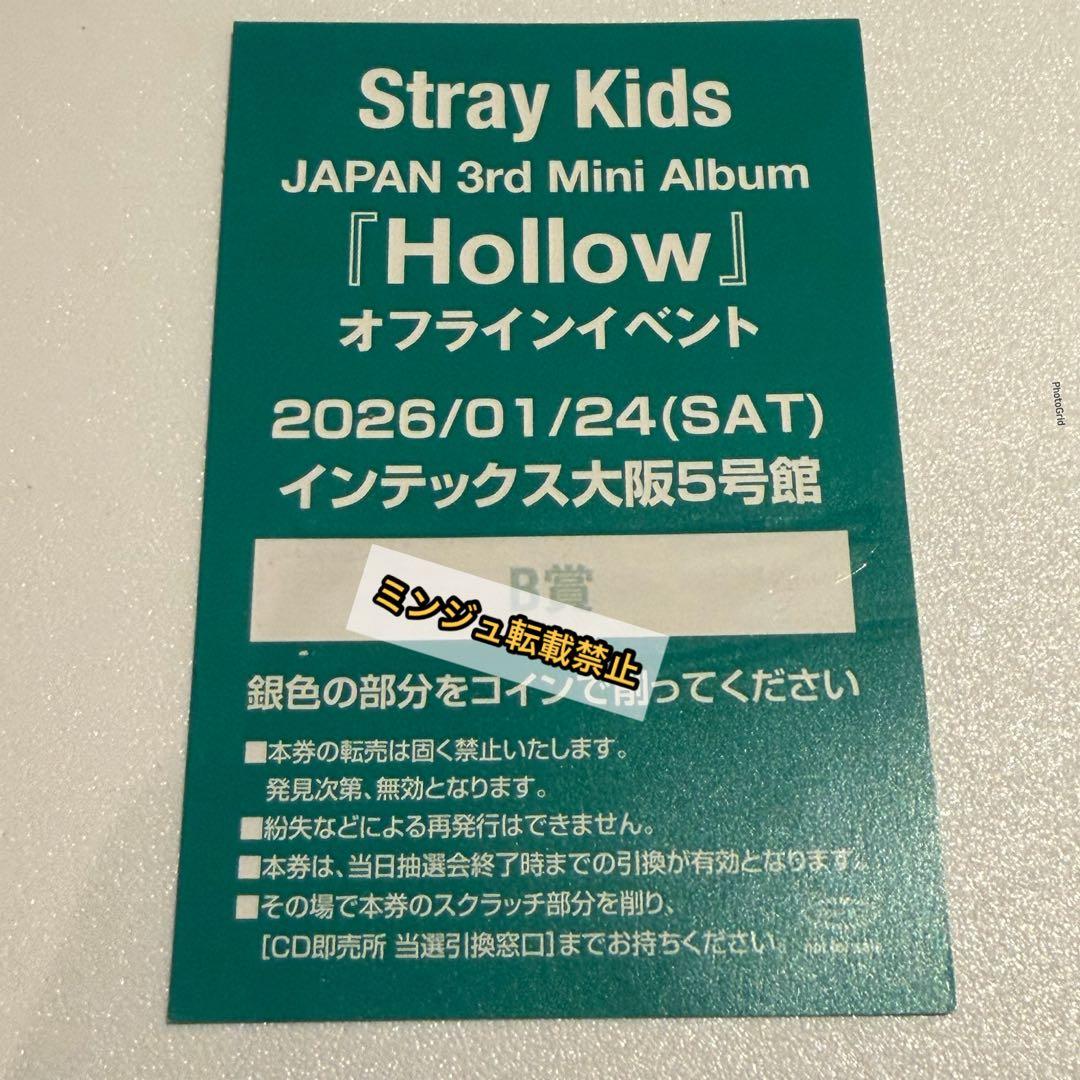 Stray Kids
JAPAN 3rd Mini Album
『Hollow』
オフラインイベント
2026/01/24(SAT)
インテックス大阪5号館
B賞
ミンジュ転載禁止
銀色の部分をコインで削ってください
■本券の転売は固く禁止いたします。
発見次第、無効となります。
■紛失などによる再発行はできません。
■本券は、当日抽選会終了時までの引換が有効となります。
■その場で本券のスクラッチ部分を削り、
[CD即売所 当選引換窓口]までお持ちください。
not for sale
PhotoGrid